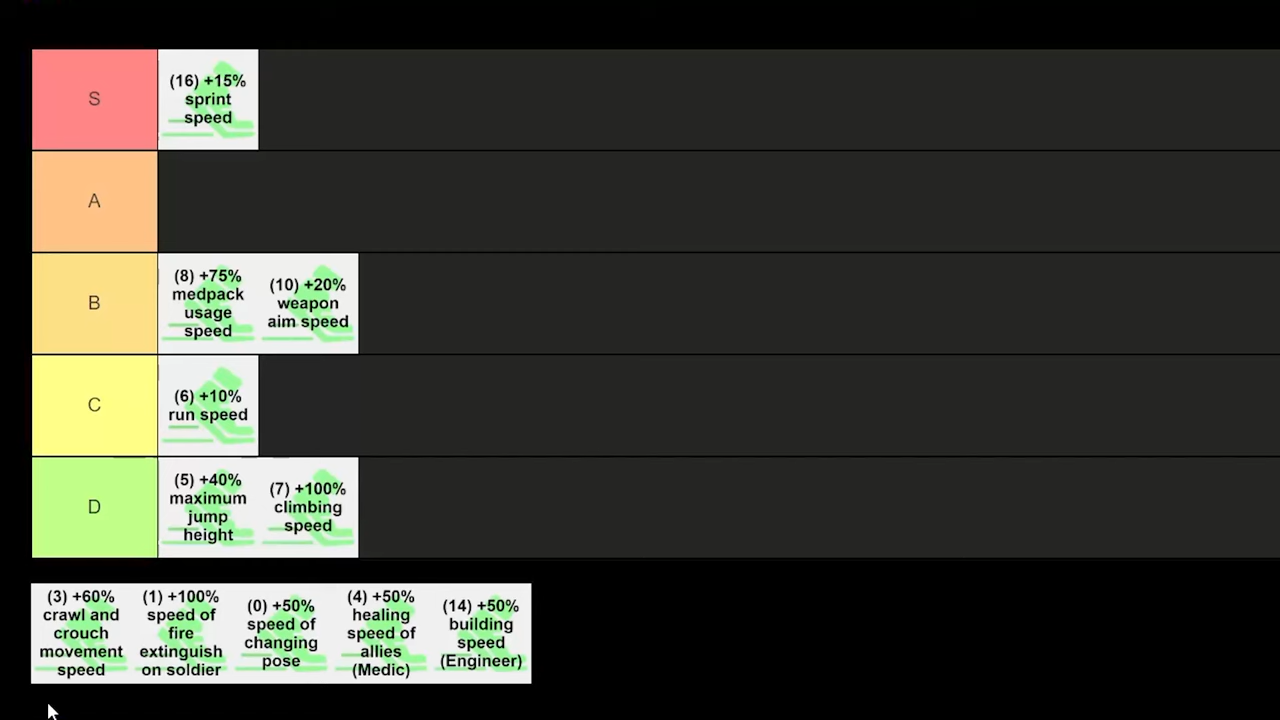 S
(16) +15%
sprint
speed
A
B
(8) +75%
medpack
usage
speed
(10) +20%
weapon
aim speed
C
(6) +10%
run speed
D
(5) +40%
maximum
jump
height
(7) +100%
climbing
speed
(3) +60%
crawl and
crouch
movement
speed
(1) +100%
speed of
fire
extinguish
on soldier
(0) +50%
speed of
changing
pose
(4) +50%
healing
speed of
allies
(Medic)
(14) +50%
building
speed
(Engineer)